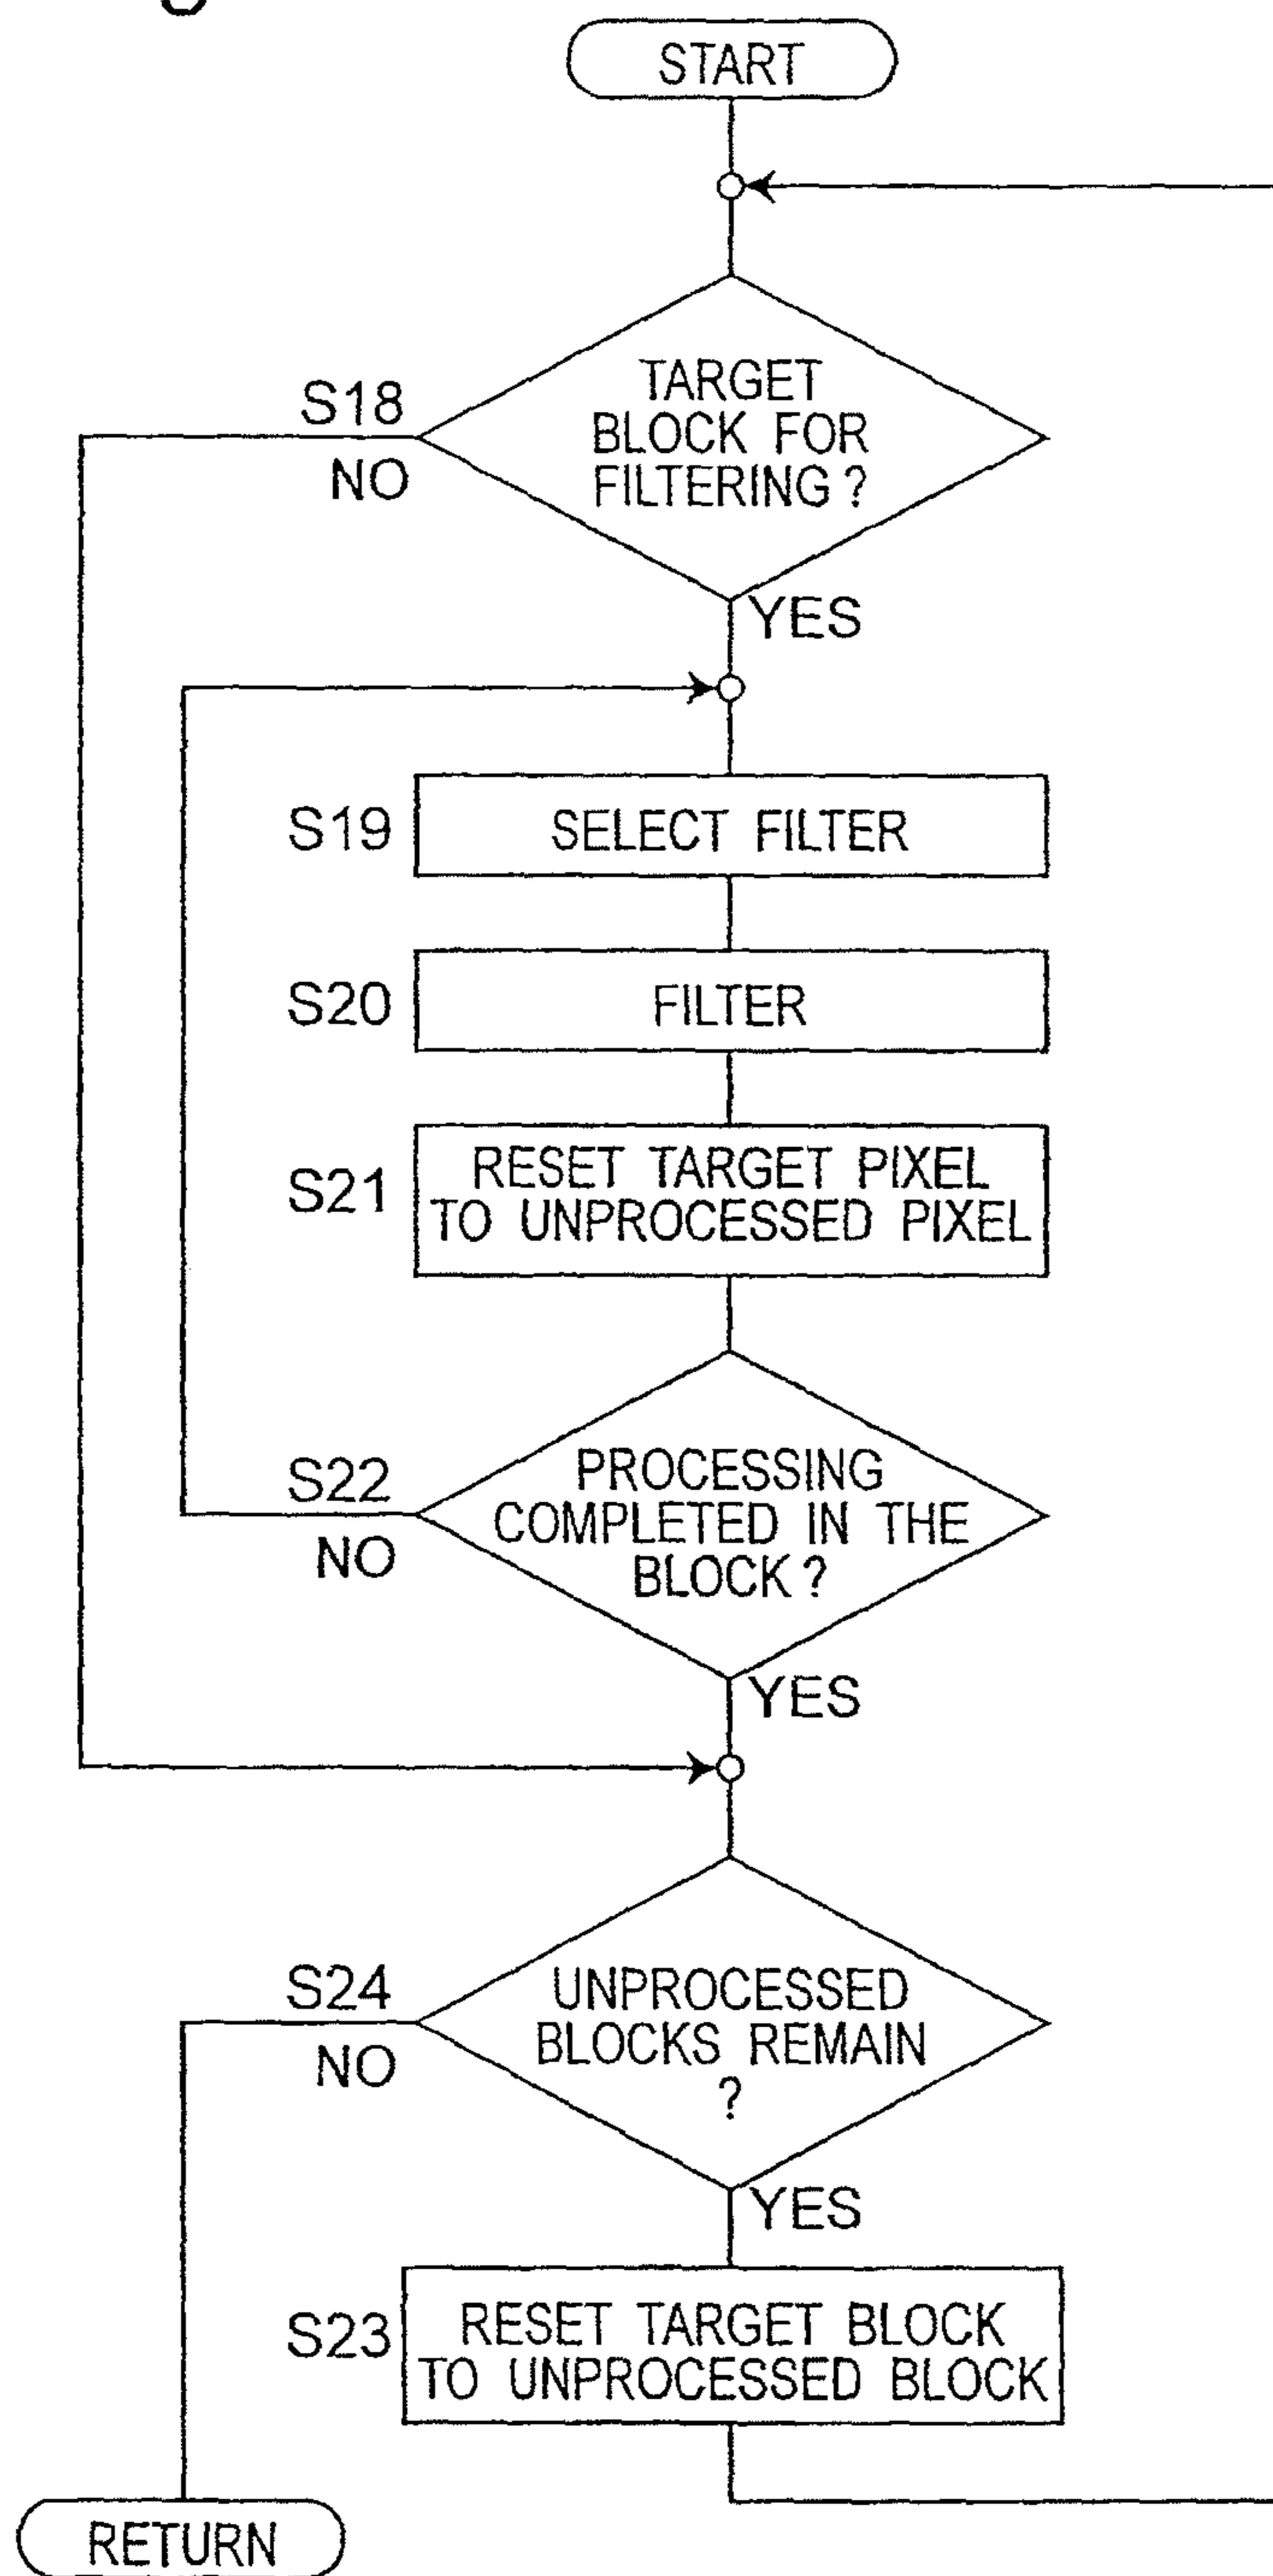 START
TARGET
S18
BLOCK FOR
FILTERING ?
NO
YES
S19
SELECT FILTER
S20
FILTER
S21
RESET TARGET PIXEL
TO UNPROCESSED PIXEL
PROCESSING
S22
COMPLETED IN THE
NO
BLOCK ?
YES
S24
UNPROCESSED
BLOCKS REMAIN
NO
?
YES
S23
RESET TARGET BLOCK
TO UNPROCESSED BLOCK
RETURN